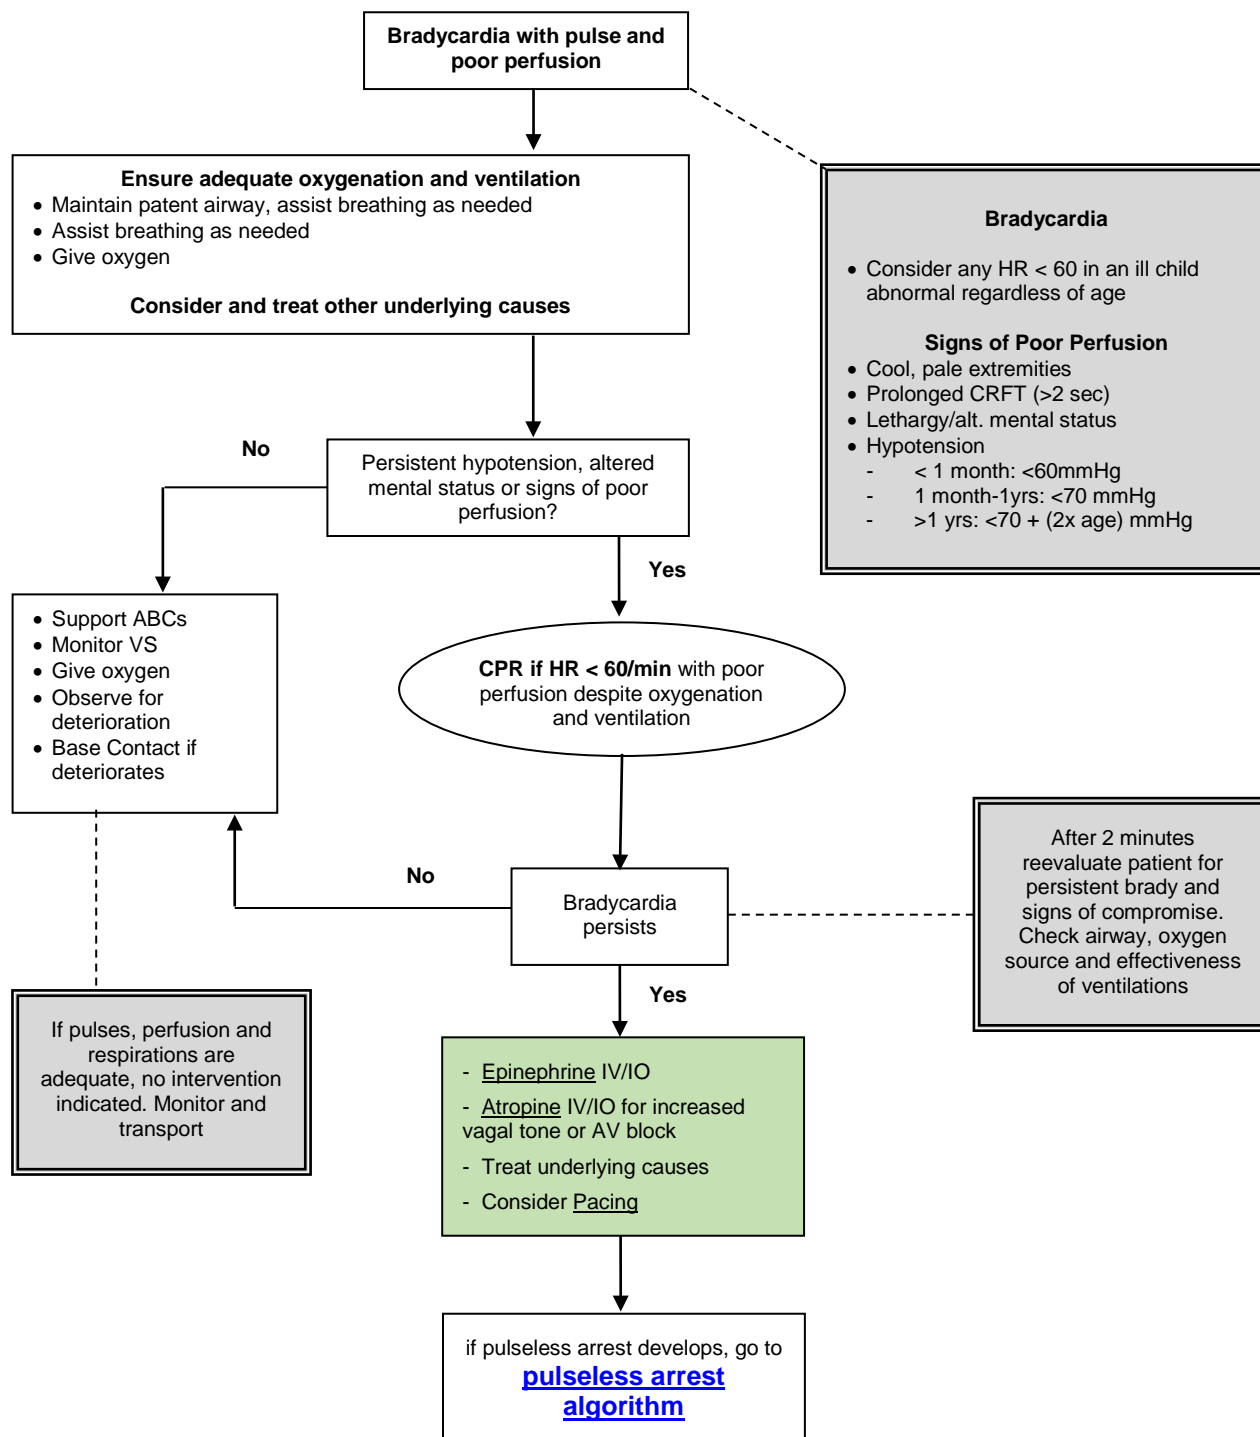 Bradycardia with pulse and
poor perfusion
Ensure adequate oxygenation and ventilation
• Maintain patent airway, assist breathing as needed
• Assist breathing as needed
• Give oxygen
Consider and treat other underlying causes
Bradycardia
• Consider any HR < 60 in an ill child
abnormal regardless of age
Signs of Poor Perfusion
• Cool, pale extremities
• Prolonged CRFT (>2 sec)
• Lethargy/alt. mental status
• Hypotension
- < 1 month: <60mmHg
- 1 month-1yrs: <70 mmHg
- >1 yrs: <70 + (2x age) mmHg
No
Persistent hypotension, altered
mental status or signs of poor
perfusion?
Yes
• Support ABCs
• Monitor VS
• Give oxygen
• Observe for
deterioration
• Base Contact if
deteriorates
CPR if HR < 60/min with poor
perfusion despite oxygenation
and ventilation
After 2 minutes
reevaluate patient for
persistent brady and
signs of compromise.
Check airway, oxygen
source and effectiveness
of ventilations
No
Bradycardia
persists
Yes
If pulses, perfusion and
respirations are
adequate, no intervention
indicated. Monitor and
transport
- Epinephrine IV/IO
- Atropine IV/IO for increased
vagal tone or AV block
- Treat underlying causes
- Consider Pacing
if pulseless arrest develops, go to
pulseless arrest
algorithm